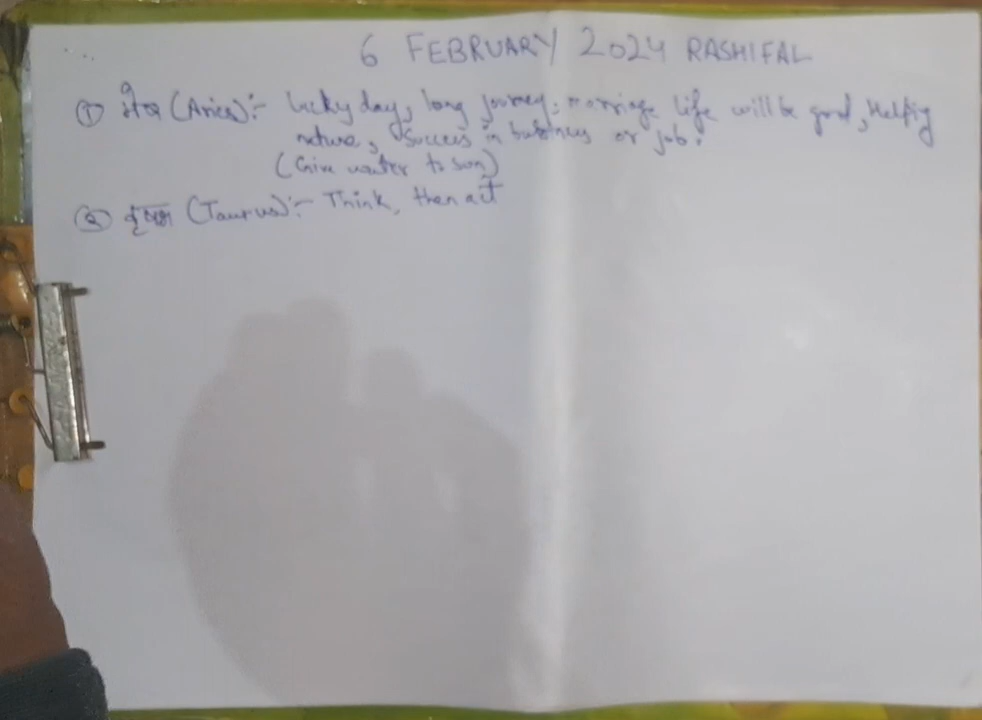 6 FEBRUARY 2024 RASHIFAL
① मेष (Aries):- lucky day, long journey, marriage life will be good, Helping
nature, Success in business or job.
(Give water to sun)
② वृषभ (Taurus):- Think, then act